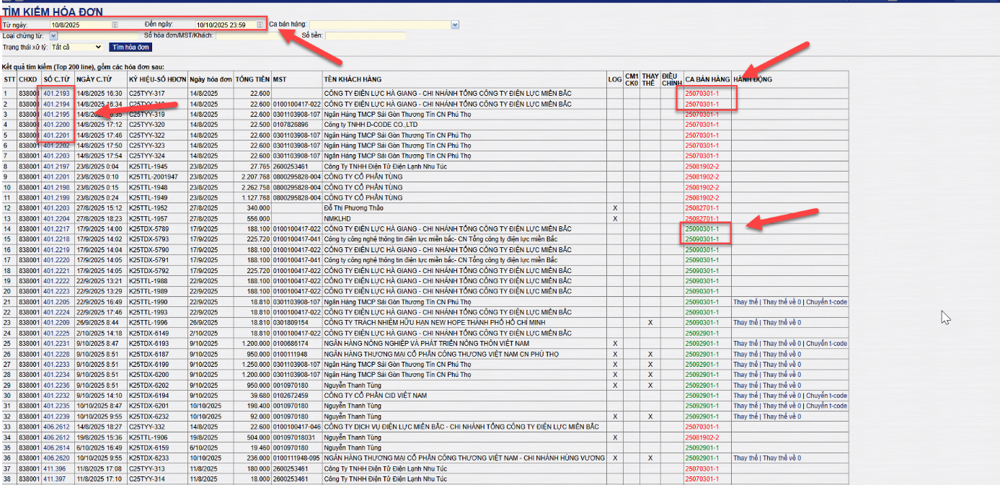 TÌM KIẾM HÓA ĐƠN
Từ ngày: 10/8/2025 Đến ngày: 10/10/2025 23:59 Ca bán hàng:
Loại chứng từ: Số hóa đơn/MST/Khách: Số tiền:
Trạng thái xử lý: Tất cả Tìm hóa đơn
Kết quả tìm kiếm (Top 200 line), gồm các hóa đơn sau:
STT CHXD SỐ C.TỪ NGÀY C.TỪ KÝ HIỆU-SỐ HĐƠN Ngày hóa đơn TỔNG TIỀN MST TÊN KHÁCH HÀNG LOG CM1 CK0 THAY THẾ ĐIỀU CHỈNH CA BÁN HÀNG HÀNH ĐỘNG
1 838001 401.2193 14/8/2025 16:30 C25TYY-317 14/8/2025 22.600 CÔNG TY ĐIỆN LỰC HÀ GIANG - CHI NHÁNH TỔNG CÔNG TY ĐIỆN LỰC MIỀN BẮC 25070301-1
2 838001 401.2194 14/8/2025 16:34 14/8/2025 22.600 0100100417-022 CÔNG TY ĐIỆN LỰC HÀ GIANG - CHI NHÁNH TỔNG CÔNG TY ĐIỆN LỰC MIỀN BẮC 25070301-1
3 838001 401.2195 C25TYY-319 14/8/2025 22.600 0301103908-107 Ngân Hàng TMCP Sài Gòn Thương Tín CN Phú Thọ 25070301-1
4 838001 401.2200 14/8/2025 17:12 C25TYY-320 14/8/2025 22.500 0107826896 Công ty TNHH D-CODE CO.,LTD 25070301-1
5 838001 401.2201 14/8/2025 17:46 C25TYY-322 14/8/2025 22.600 0301103908-107 Ngân Hàng TMCP Sài Gòn Thương Tín CN Phú Thọ 25070301-1
6 838001 401.2202 14/8/2025 17:50 C25TYY-323 14/8/2025 22.600 0301103908-107 Ngân Hàng TMCP Sài Gòn Thương Tín CN Phú Thọ 25070301-1
7 838001 401.2203 14/8/2025 17:54 C25TYY-324 14/8/2025 22.600 0301103908-107 Ngân Hàng TMCP Sài Gòn Thương Tín CN Phú Thọ 25070301-1
8 838001 401.2197 23/8/2025 0:04 K25TTL-1945 23/8/2025 27.765 2600253461 Công Ty TNHH Điện Tử Điện Lạnh Nhu Túc 25081902-2
9 838001 401.2201 23/8/2025 0:10 K25TTL-2001947 23/8/2025 2.207.768 0800295828-004 CÔNG TY CỔ PHẦN TÙNG 25081902-2
10 838001 401.2198 23/8/2025 0:15 K25TTL-1948 23/8/2025 2.262.758 0800295828-004 CÔNG TY CỔ PHẦN TÙNG 25081902-2
11 838001 401.2199 23/8/2025 0:24 K25TTL-1949 23/8/2025 1.127.768 0800295828-004 CÔNG TY CỔ PHẦN TÙNG 25081902-2
12 838001 401.2203 27/8/2025 15:12 K25TTL-1952 27/8/2025 340.000 Đỗ Thị Phương Thảo X 25082701-1
13 838001 401.2204 27/8/2025 18:23 K25TTL-1957 27/8/2025 556.000 NMKLHD X 25082701-1
14 838001 401.2217 17/9/2025 14:00 K25TDX-5789 17/9/2025 188.100 0100100417-022 CÔNG TY ĐIỆN LỰC HÀ GIANG - CHI NHÁNH TỔNG CÔNG TY ĐIỆN LỰC MIỀN BẮC 25090301-1
15 838001 401.2218 17/9/2025 14:02 K25TDX-5793 17/9/2025 225.720 0100100417-041 Công ty công nghệ thông tin điện lực miền bắc- CN Tổng công ty điện lực miền Bắc 25090301-1
16 838001 401.2219 17/9/2025 14:04 K25TDX-5790 17/9/2025 188.100 0100100417-022 CÔNG TY ĐIỆN LỰC HÀ GIANG - CHI NHÁNH TỔNG CÔNG TY ĐIỆN LỰC MIỀN BẮC 25090301-1
17 838001 401.2220 17/9/2025 14:05 K25TDX-5791 17/9/2025 188.100 0100100417-041 Công ty công nghệ thông tin điện lực miền bắc- CN Tổng công ty điện lực miền Bắc 25090301-1
18 838001 401.2221 17/9/2025 14:05 K25TDX-5792 17/9/2025 225.720 0100100417-022 CÔNG TY ĐIỆN LỰC HÀ GIANG - CHI NHÁNH TỔNG CÔNG TY ĐIỆN LỰC MIỀN BẮC 25090301-1
19 838001 401.2222 22/9/2025 13:21 K25TTL-1988 22/9/2025 188.100 0100100417-022 CÔNG TY ĐIỆN LỰC HÀ GIANG - CHI NHÁNH TỔNG CÔNG TY ĐIỆN LỰC MIỀN BẮC 25090301-1
20 838001 401.2223 22/9/2025 13:29 K25TTL-1989 22/9/2025 188.100 0100100417-022 CÔNG TY ĐIỆN LỰC HÀ GIANG - CHI NHÁNH TỔNG CÔNG TY ĐIỆN LỰC MIỀN BẮC 25090301-1
21 838001 401.2205 22/9/2025 16:49 K25TTL-1990 22/9/2025 18.810 0301103908-107 Ngân Hàng TMCP Sài Gòn Thương Tín CN Phú Thọ 25090301-1 Thay thế | Thay thế về 0 | Chuyển t-code
22 838001 401.2224 22/9/2025 17:46 K25TTL-1993 22/9/2025 18.810 0100100417-022 CÔNG TY ĐIỆN LỰC HÀ GIANG - CHI NHÁNH TỔNG CÔNG TY ĐIỆN LỰC MIỀN BẮC 25090301-1
23 838001 401.2209 26/9/2025 8:44 K25TTL-1996 26/9/2025 18.810 0301809154 CÔNG TY TRÁCH NHIỆM HỮU HẠN NEW HOPE THÀNH PHỐ HỒ CHÍ MINH X 25090301-1 Thay thế | Thay thế về 0
24 838001 401.2225 2/10/2025 14:18 K25TDX-6149 2/10/2025 18.810 0100100417-022 CÔNG TY ĐIỆN LỰC HÀ GIANG - CHI NHÁNH TỔNG CÔNG TY ĐIỆN LỰC MIỀN BẮC 25092901-1
25 838001 401.2231 9/10/2025 8:47 K25TDX-6193 9/10/2025 1.200.000 0100686174 NGÂN HÀNG NÔNG NGHIỆP VÀ PHÁT TRIỂN NÔNG THÔN VIỆT NAM X 25092901-1 Thay thế | Thay thế về 0 | Chuyển t-code
26 838001 401.2228 9/10/2025 8:51 K25TDX-6187 9/10/2025 950.000 0100111948 NGÂN HÀNG THƯƠNG MẠI CỔ PHẦN CÔNG THƯƠNG VIỆT NAM CN PHÚ THỌ X X 25092901-1 Thay thế | Thay thế về 0
27 838001 401.2233 9/10/2025 8:51 K25TDX-6199 9/10/2025 1.250.000 0301103908-107 Ngân Hàng TMCP Sài Gòn Thương Tín CN Phú Thọ X X 25092901-1 Thay thế | Thay thế về 0
28 838001 401.2234 9/10/2025 8:51 K25TDX-6200 9/10/2025 1.200.000 0301103908-107 Ngân Hàng TMCP Sài Gòn Thương Tín CN Phú Thọ X X 25092901-1 Thay thế | Thay thế về 0
29 838001 401.2236 9/10/2025 8:51 K25TDX-6202 9/10/2025 950.000 0010970180 Nguyễn Thanh Tùng X X 25092901-1 Thay thế | Thay thế về 0
30 838001 401.2232 9/10/2025 14:10 K25TDX-6194 9/10/2025 39.680 0102672459 CÔNG TY CỔ PHẦN CID VIỆT NAM 25092901-1 Thay thế | Thay thế về 0 | Chuyển t-code
31 838001 401.2235 10/10/2025 8:47 K25TDX-6201 10/10/2025 198.400 0010970180 Nguyễn Thanh Tùng 25092901-1 Thay thế | Thay thế về 0 | Chuyển t-code
32 838001 401.2239 10/10/2025 9:55 K25TDX-6232 10/10/2025 92.000 0010970180 Nguyễn Thanh Tùng X X 25092901-1 Thay thế | Thay thế về 0
33 838001 406.2612 14/8/2025 18:27 C25TYY-332 14/8/2025 22.600 0100100417-046 CÔNG TY DỊCH VỤ ĐIỆN LỰC MIỀN BẮC - CHI NHÁNH TỔNG CÔNG TY ĐIỆN LỰC MIỀN BẮC 25070301-1
34 838001 406.2612 19/8/2025 15:36 K25TTL-1906 19/8/2025 504.000 001097018031 Nguyễn Thanh Tùng X 25081902-2
35 838001 406.2614 6/10/2025 16:49 K25TDX-6159 6/10/2025 19.460 0010970180 Nguyễn Thanh Tùng 25092901-1
36 838001 406.2620 10/10/2025 9:55 K25TDX-6233 10/10/2025 236.000 0100111948-095 NGÂN HÀNG THƯƠNG MẠI CỔ PHẦN CÔNG THƯƠNG VIỆT NAM - CHI NHÁNH HÙNG VƯƠNG X X 25092901-1 Thay thế | Thay thế về 0
37 838001 411.396 11/8/2025 17:08 C25TYY-313 11/8/2025 180.000 2600253461 Công Ty TNHH Điện Tử Điện Lạnh Nhu Túc 25070301-1
38 838001 411.397 11/8/2025 17:10 C25TYY-314 11/8/2025 18.000 2600253461 Công Ty TNHH Điện Tử Điện Lạnh Nhu Túc 25070301-1